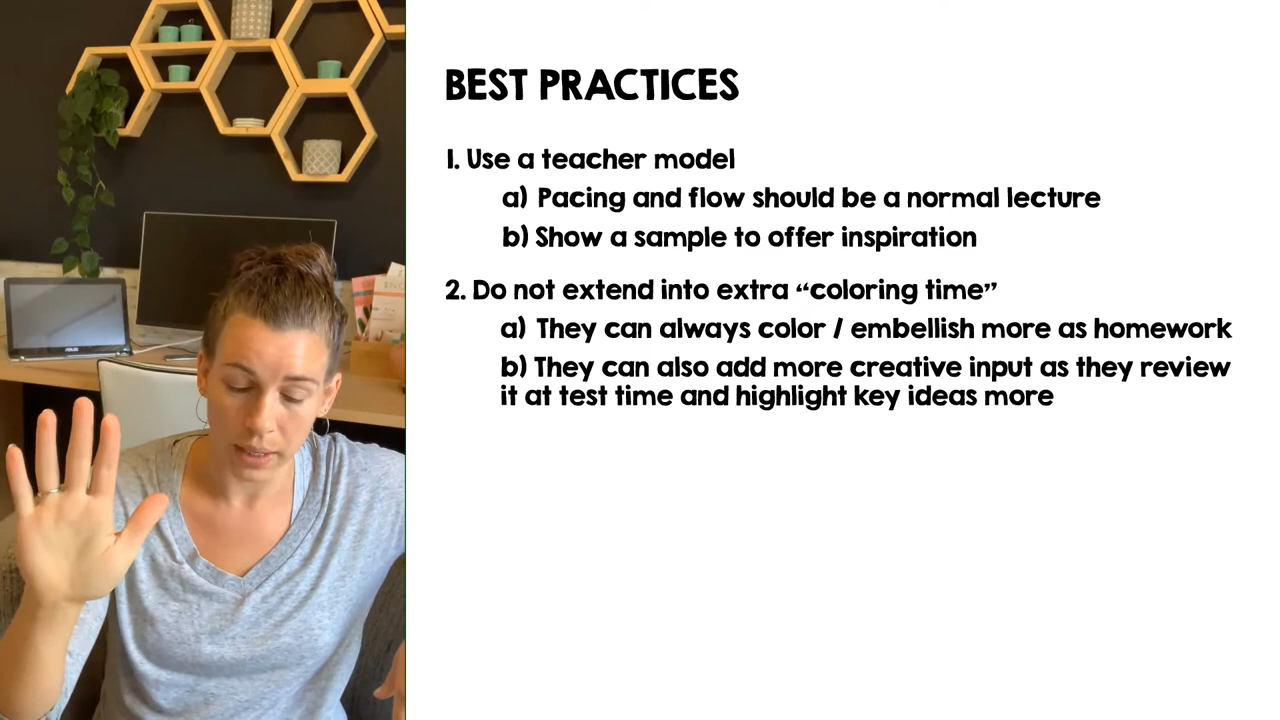 BEST PRACTICES
1. Use a teacher model
a) Pacing and flow should be a normal lecture
b) Show a sample to offer inspiration
2. Do not extend into extra “coloring time”
a) They can always color / embellish more as homework
b) They can also add more creative input as they review
it at test time and highlight key ideas more
ASUS